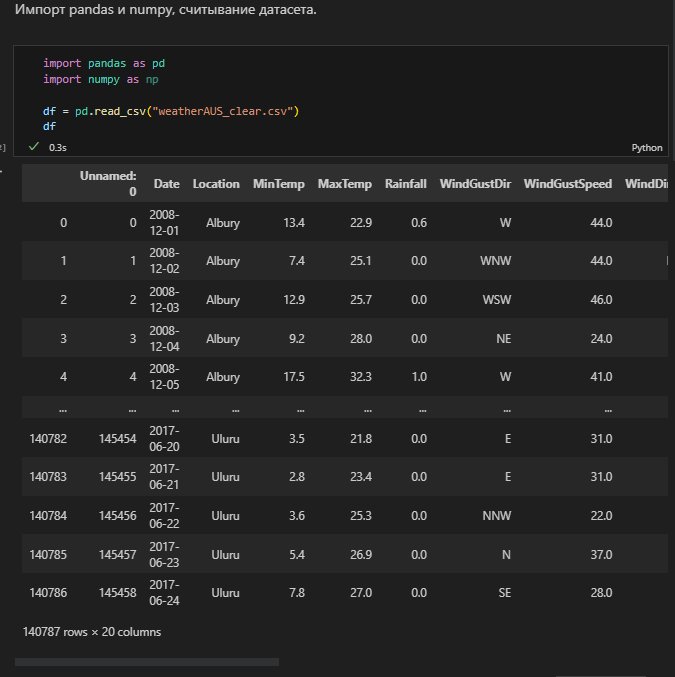 Импорт pandas и numpy, считывание датасета.
import pandas as pd
import numpy as np
df = pd.read_csv("weatherAUS_clear.csv")
df
0.3s Python
Unnamed: 0 Date Location MinTemp MaxTemp Rainfall WindGustDir WindGustSpeed WindDi
0 0 2008-12-01 Albury 13.4 22.9 0.6 W 44.0
1 1 2008-12-02 Albury 7.4 25.1 0.0 WNW 44.0
2 2 2008-12-03 Albury 12.9 25.7 0.0 WSW 46.0
3 3 2008-12-04 Albury 9.2 28.0 0.0 NE 24.0
4 4 2008-12-05 Albury 17.5 32.3 1.0 W 41.0
... ... ... ... ... ... ... ... ...
140782 145454 2017-06-20 Uluru 3.5 21.8 0.0 E 31.0
140783 145455 2017-06-21 Uluru 2.8 23.4 0.0 E 31.0
140784 145456 2017-06-22 Uluru 3.6 25.3 0.0 NNW 22.0
140785 145457 2017-06-23 Uluru 5.4 26.9 0.0 N 37.0
140786 145458 2017-06-24 Uluru 7.8 27.0 0.0 SE 28.0
140787 rows × 20 columns